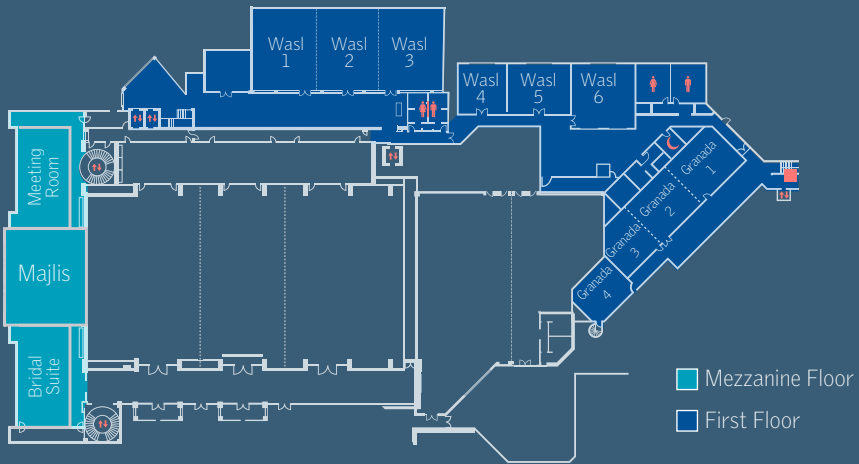 Wasl
1
Wasl
2
Wasl
3
Wasl
4
Wasl
5
Wasl
6
Meeting
Room
Majlis
Bridal
Suite
Granada
1
Granada
2
Granada
3
Granada
4
Mezzanine Floor
First Floor